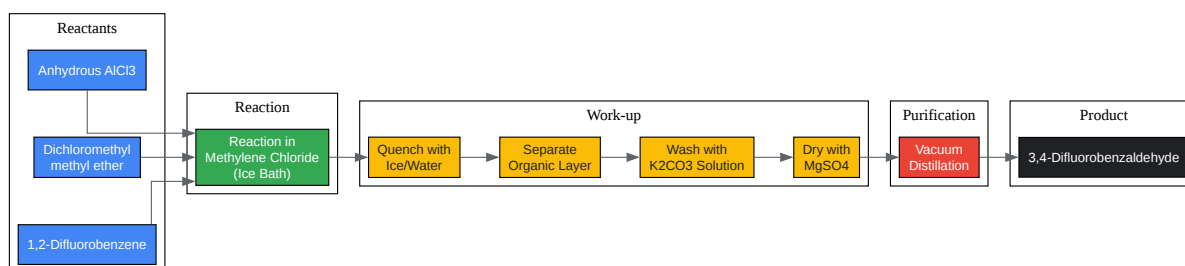 Reactants
Anhydrous AlCl3
Dichloromethyl
methyl ether
1,2-Difluorobenzene
Reaction
Reaction in
Methylene Chloride
(Ice Bath)
Work-up
Quench with
Ice/Water
Separate
Organic Layer
Wash with
K2CO3 Solution
Dry with
MgSO4
Purification
Vacuum
Distillation
Product
3,4-Difluorobenzaldehyde